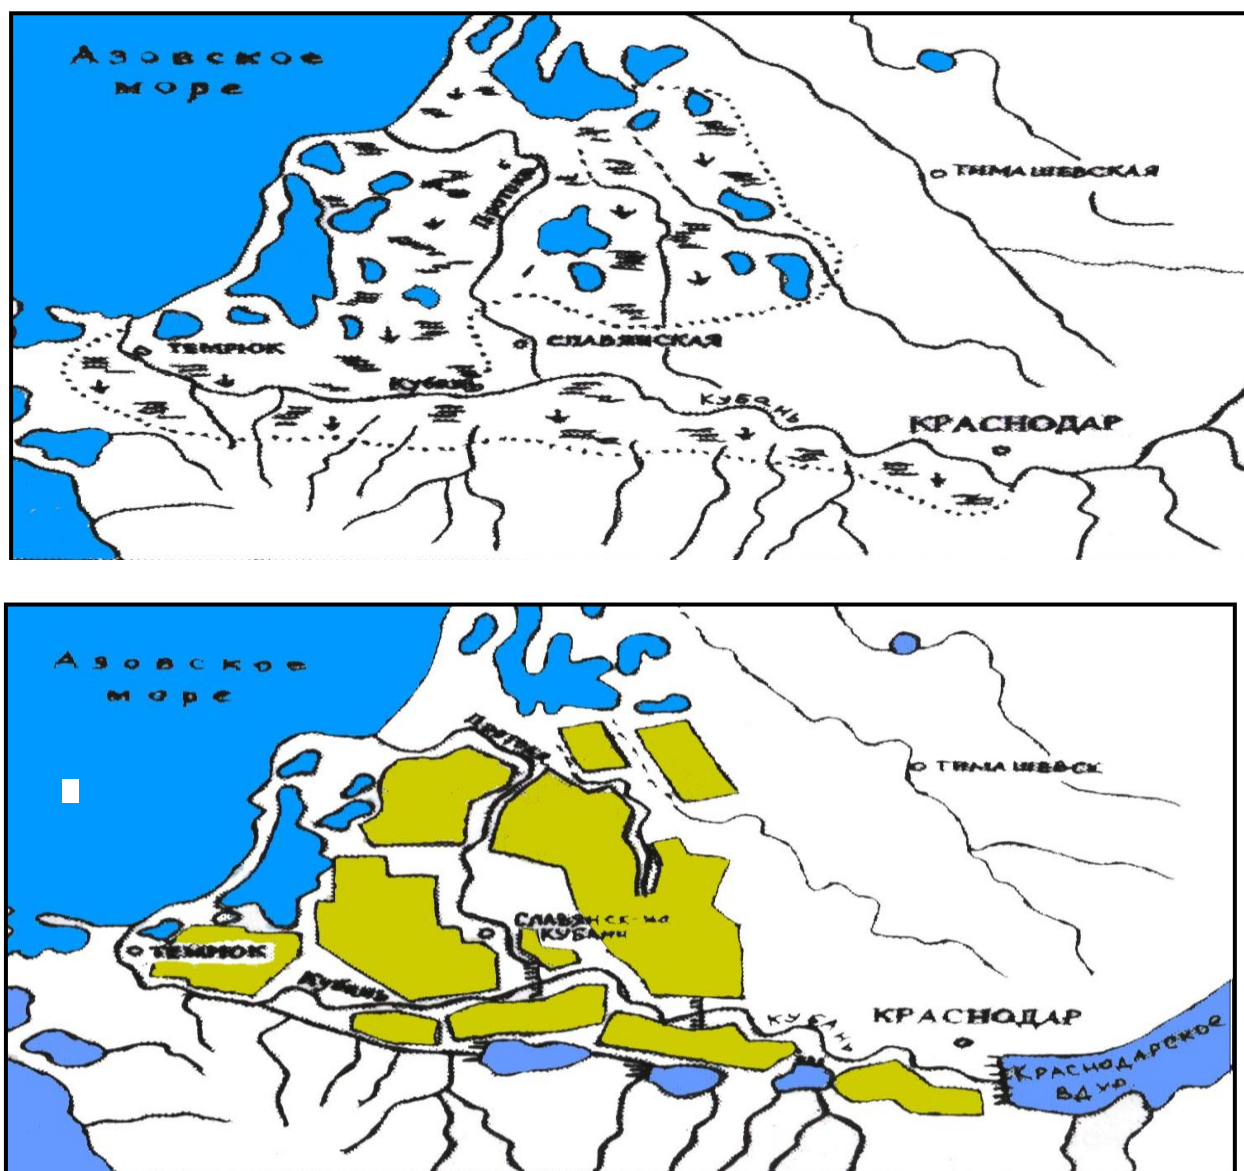 Азовское
море
ТИМАШЕВСКАЯ
Протока
ТЕМРЮК
СЛАВЯНСКАЯ
Кубань
КУБАНЬ
КРАСНОДАР
Азовское
море
Протока
ТИМАШЕВСК
СЛАВЯНСК-НА
КУБАНИ
ТЕМРЮК
Кубань
КУБАНЬ
КРАСНОДАР
КРАСНОДАРСКОЕ
ВДХР.